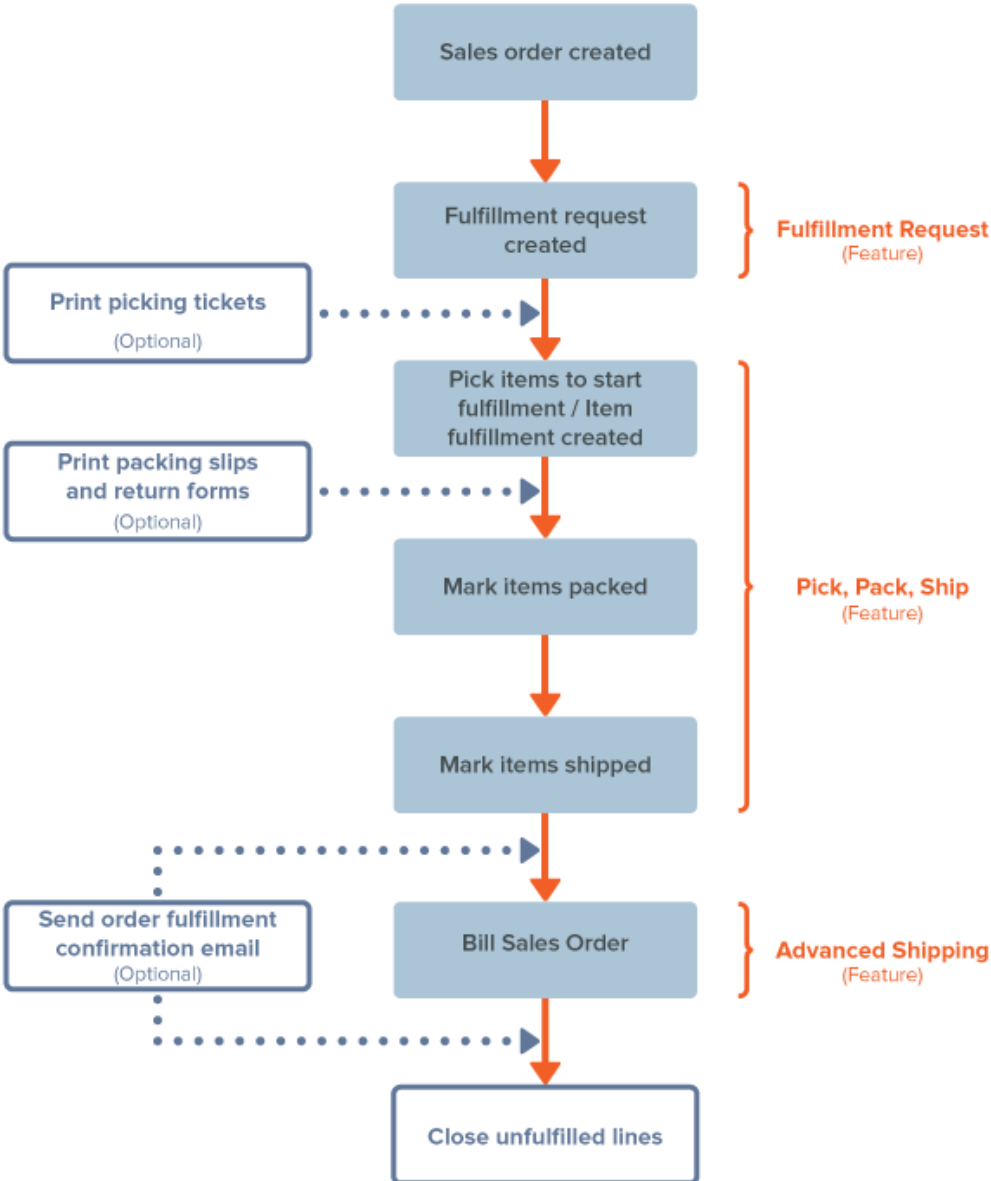 Sales order created
Fulfillment request
created
Fulfillment Request
(Feature)
Print picking tickets
(Optional)
Pick items to start
fulfillment / Item
fulfillment created
Print packing slips
and return forms
(Optional)
Mark items packed
Pick, Pack, Ship
(Feature)
Mark items shipped
Send order fulfillment
confirmation email
(Optional)
Bill Sales Order
Advanced Shipping
(Feature)
Close unfulfilled lines